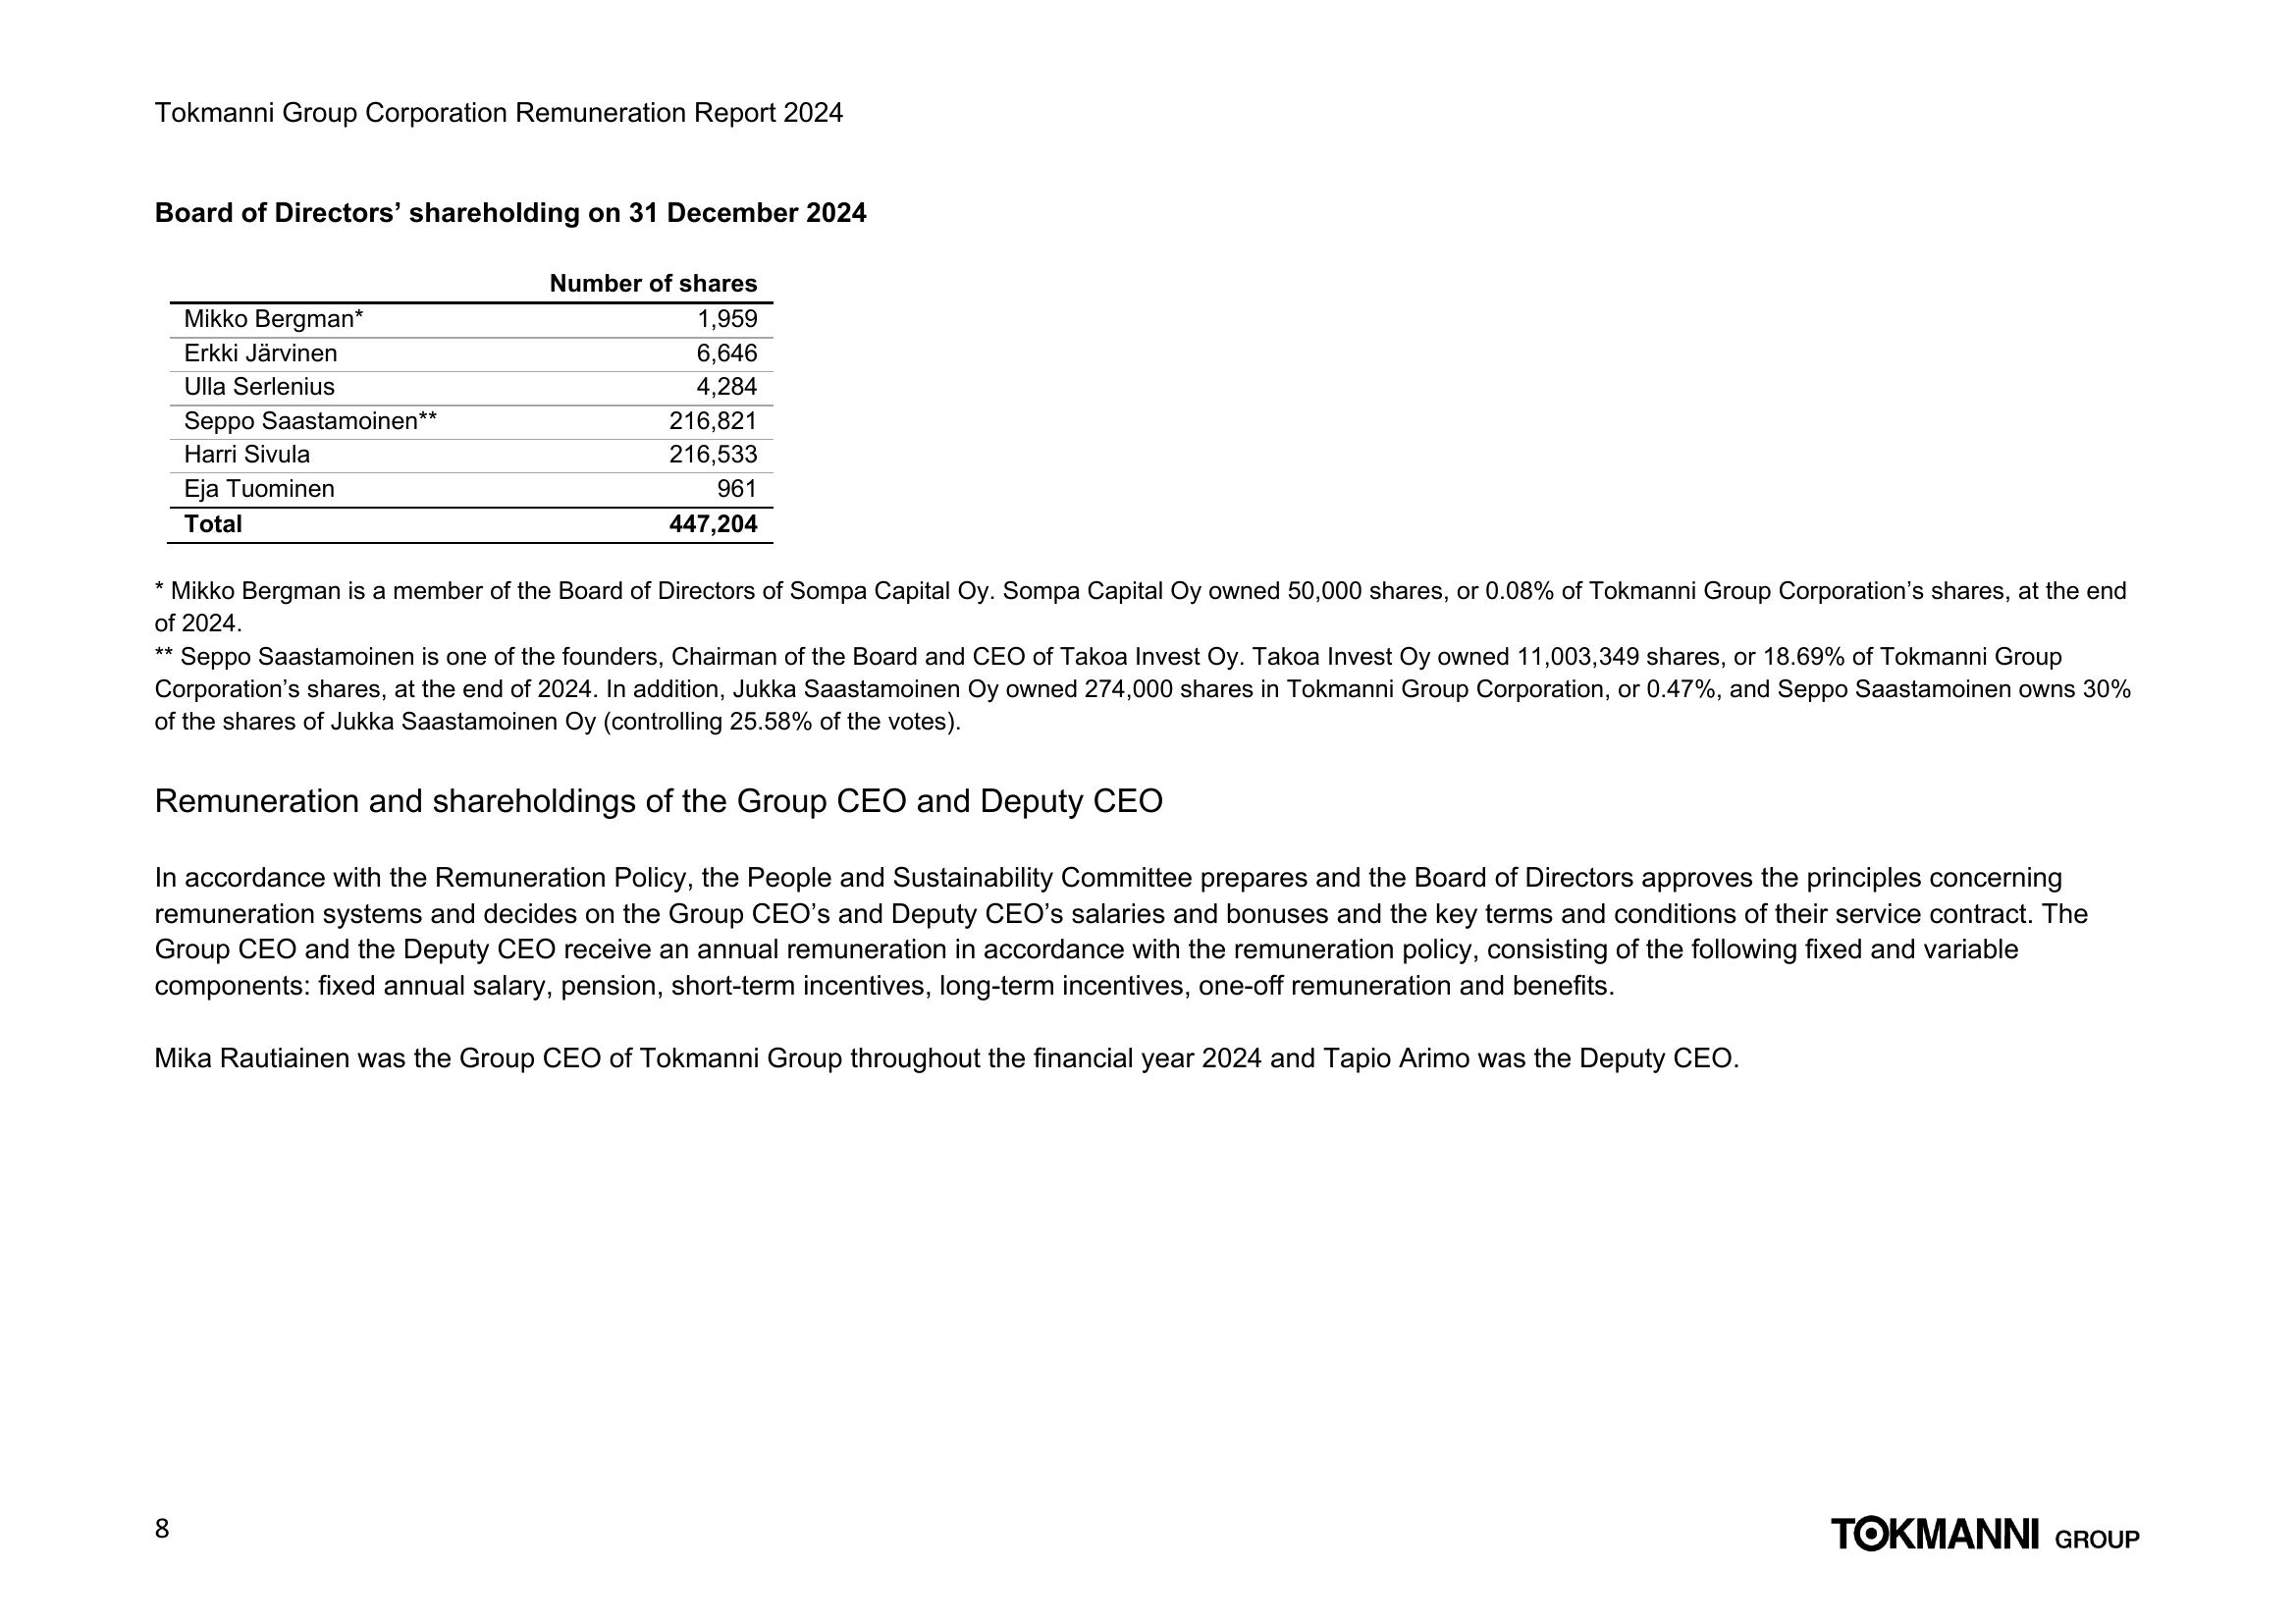 Tokmanni Group Corporation Remuneration Report 2024
Board of Directors’ shareholding on 31 December 2024
Number of shares
Mikko Bergman* 1,959
Erkki Järvinen 6,646
Ulla Serlenius 4,284
Seppo Saastamoinen** 216,821
Harri Sivula 216,533
Eja Tuominen 961
Total 447,204
* Mikko Bergman is a member of the Board of Directors of Sompa Capital Oy. Sompa Capital Oy owned 50,000 shares, or 0.08% of Tokmanni Group Corporation’s shares, at the end
of 2024.
** Seppo Saastamoinen is one of the founders, Chairman of the Board and CEO of Takoa Invest Oy. Takoa Invest Oy owned 11,003,349 shares, or 18.69% of Tokmanni Group
Corporation’s shares, at the end of 2024. In addition, Jukka Saastamoinen Oy owned 274,000 shares in Tokmanni Group Corporation, or 0.47%, and Seppo Saastamoinen owns 30%
of the shares of Jukka Saastamoinen Oy (controlling 25.58% of the votes).
Remuneration and shareholdings of the Group CEO and Deputy CEO
In accordance with the Remuneration Policy, the People and Sustainability Committee prepares and the Board of Directors approves the principles concerning
remuneration systems and decides on the Group CEO’s and Deputy CEO’s salaries and bonuses and the key terms and conditions of their service contract. The
Group CEO and the Deputy CEO receive an annual remuneration in accordance with the remuneration policy, consisting of the following fixed and variable
components: fixed annual salary, pension, short-term incentives, long-term incentives, one-off remuneration and benefits.
Mika Rautiainen was the Group CEO of Tokmanni Group throughout the financial year 2024 and Tapio Arimo was the Deputy CEO.
8
TOKMANNI GROUP